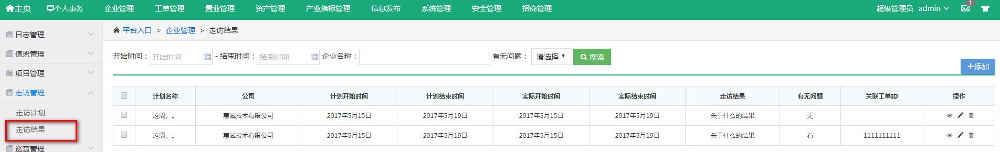 主页 个人事务 企业管理 工单管理 置业管理 资产管理 产业指标管理 信息发布 系统管理 安全管理 招商管理 超级管理员 admin 1
日志管理
值班管理
项目管理
走访管理
走访计划
走访结果
巡查管理
平台入口 > 企业管理 > 走访结果
开始时间： 开始时间 - 结束时间： 结束时间 企业名称： 有无问题： 请选择 搜索
添加
计划名称 公司 计划开始时间 计划结束时间 实际开始时间 实际结束时间 走访结果 有无问题 关联工单ID 操作
这周。。 惠诚技术有限公司 2017年5月15日 2017年5月19日 2017年5月15日 2017年5月19日 关于什么的结果 无
这周。。 惠诚技术有限公司 2017年5月15日 2017年5月19日 2017年5月15日 2017年5月19日 关于什么的结果 有 1111111111